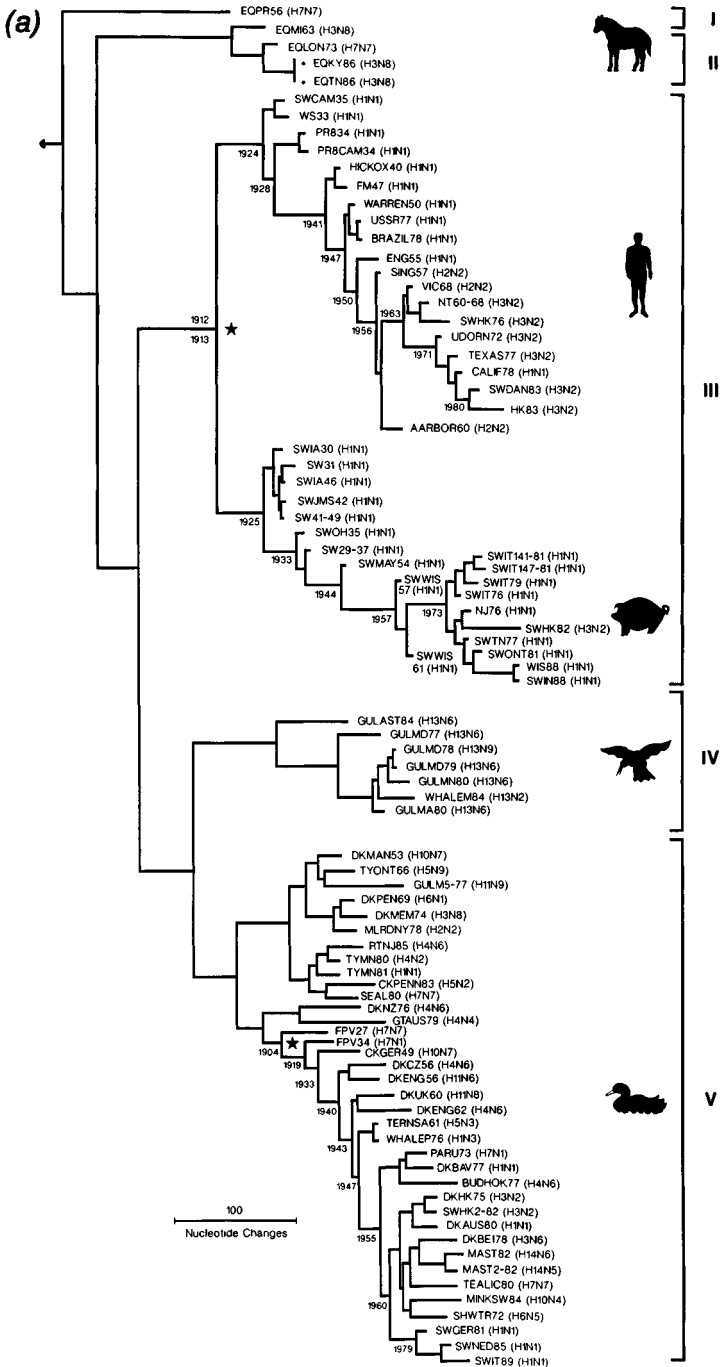 (a)
EQPR56 (H7N7)
I
EQMI63 (H3N8)
EQLON73 (H7N7)
II
EQKY86 (H3N8)
EQTN86 (H3N8)
SWCAM35 (H1N1)
WS33 (H1N1)
PR834 (H1N1)
1924
PR8CAM34 (H1N1)
HICKOX40 (H1N1)
1928
FM47 (H1N1)
WARREN50 (H1N1)
1941
USSR77 (H1N1)
BRAZIL78 (H1N1)
1947
ENG55 (H1N1)
SING57 (H2N2)
VIC68 (H2N2)
1950
NT60-68 (H3N2)
1963
SWHK76 (H3N2)
1912
1956
1913
UDORN72 (H3N2)
1971
TEXAS77 (H3N2)
CALIF78 (H1N1)
III
SWDAN83 (H3N2)
1980
HK83 (H3N2)
AARBOR60 (H2N2)
SWIA30 (H1N1)
SW31 (H1N1)
SWIA46 (H1N1)
SWJMS42 (H1N1)
SW41-49 (H1N1)
1925
SWOH35 (H1N1)
SW29-37 (H1N1)
1933
SWMAY54 (H1N1)
SWIT141-81 (H1N1)
SWIT147-81 (H1N1)
SWWIS
57 (H1N1)
SWIT79 (H1N1)
1944
SWIT76 (H1N1)
1973
NJ76 (H1N1)
1957
SWHK82 (H3N2)
SWTN77 (H1N1)
SWWIS
61 (H1N1)
SWONT81 (H1N1)
WIS88 (H1N1)
SWIN88 (H1N1)
GULAST84 (H13N6)
GULMD77 (H13N6)
GULMD78 (H13N9)
IV
GULMD79 (H13N6)
GULMN80 (H13N6)
WHALEM84 (H13N2)
GULMA80 (H13N6)
DKMAN53 (H10N7)
TYONT66 (H5N9)
GULM5-77 (H11N9)
DKPEN69 (H6N1)
DKMEM74 (H3N8)
MLRDNY78 (H2N2)
RTNJ85 (H4N6)
TYMN80 (H4N2)
TYMN81 (H1N1)
CKPENN83 (H5N2)
SEAL80 (H7N7)
DKNZ76 (H4N6)
GTAUS79 (H4N4)
FPV27 (H7N7)
FPV34 (H7N1)
1904
CKGER49 (H10N7)
1919
DKCZ56 (H4N6)
1933
DKENG56 (H11N6)
DKUK60 (H11N8)
V
1940
DKENG62 (H4N6)
TERNSA61 (H5N3)
WHALEP76 (H1N3)
1943
PARU73 (H7N1)
DKBAV77 (H1N1)
1947
BUDHOK77 (H4N6)
DKHK75 (H3N2)
SWHK2-82 (H3N2)
100
DKAUS80 (H1N1)
Nucleotide Changes
1955
DKBEI78 (H3N6)
MAST82 (H14N6)
MAST2-82 (H14N5)
TEALIC80 (H7N7)
MINKSW84 (H10N4)
1960
SHWTR72 (H6N5)
SWGER81 (H1N1)
SWNED85 (H1N1)
1979
SWIT89 (H1N1)